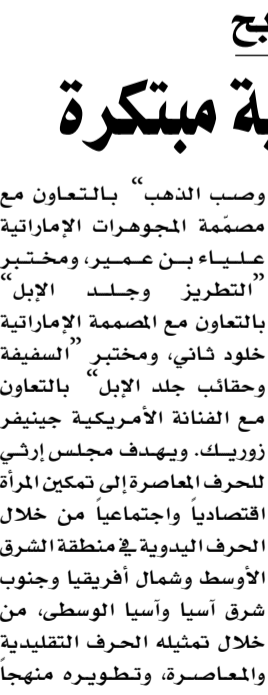 بح
ـة مبتكرة
وصب الذهب“ بالتعاون مع
مصمّمة المجوهرات الإماراتية
علياء بن عمير، ومختبر
”التطريز وجلد الإبل“
بالتعاون مع المصممة الإماراتية
خلود ثاني، ومختبر ”السفيفة
وحقائب جلد الإبل“ بالتعاون
مع الفنانة الأمريكية جينيفر
زوريك. ويهدف مجلس إرثي
للحرف المعاصرة إلى تمكين المرأة
اقتصادياً واجتماعياً من خلال
الحرف اليدوية في منطقة الشرق
الأوسط وشمال أفريقيا وجنوب
شرق آسيا وآسيا الوسطى، من
خلال تمثيله الحرف التقليدية
والمعاصرة، وتطويره منهجاً